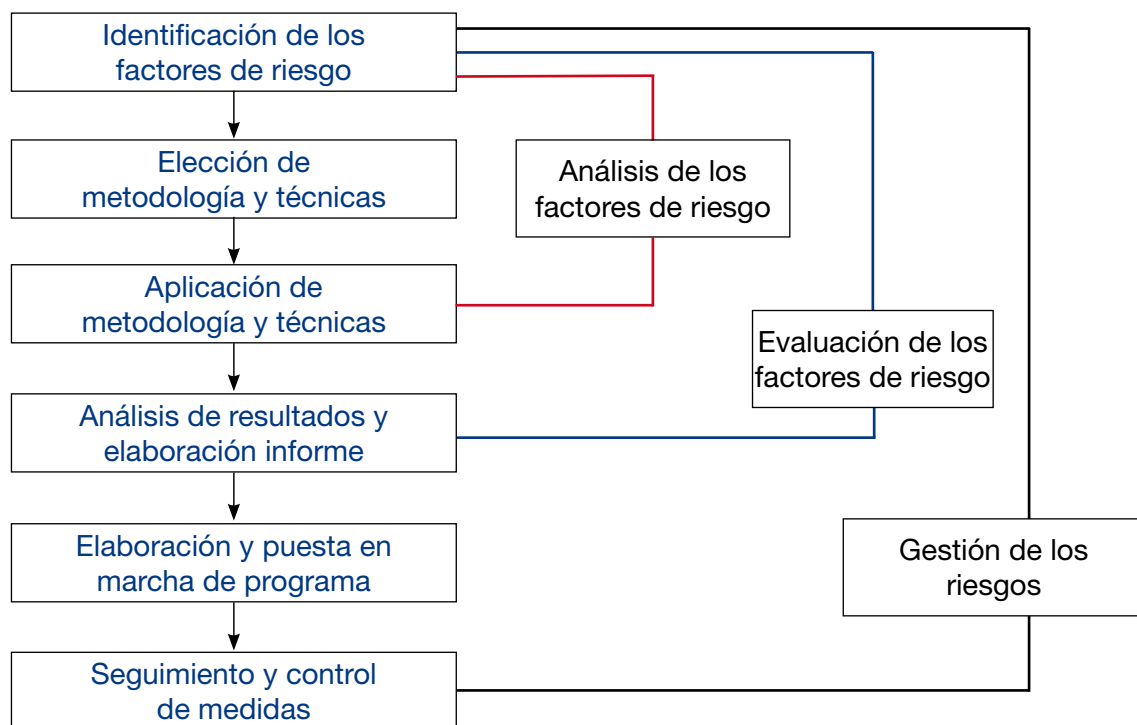 Identificación de los
factores de riesgo
Elección de
metodología y técnicas
Análisis de los
factores de riesgo
Aplicación de
metodología y técnicas
Evaluación de los
factores de riesgo
Análisis de resultados y
elaboración informe
Elaboración y puesta en
marcha de programa
Gestión de los
riesgos
Seguimiento y control
de medidas